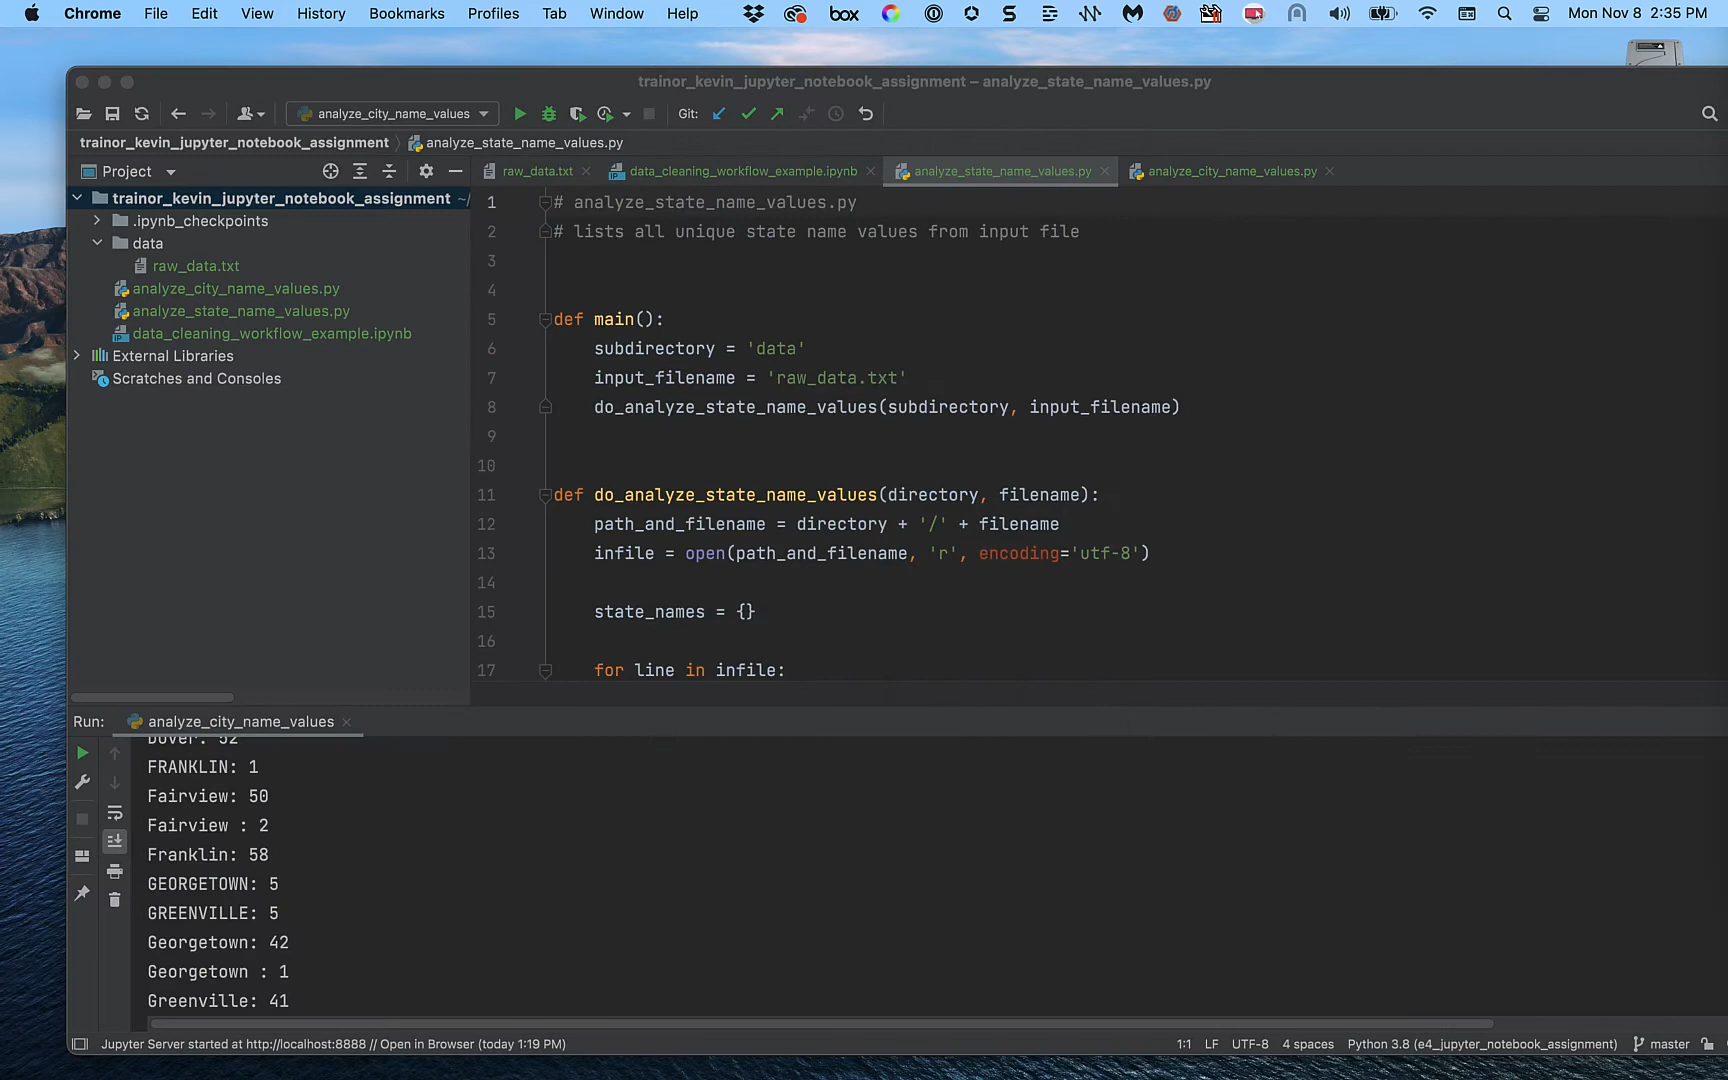 Chrome File Edit View History Bookmarks Profiles Tab Window Help box Mon Nov 8 2:35 PM
trainor_kevin_jupyter_notebook_assignment – analyze_state_name_values.py
analyze_city_name_values Git:
trainor_kevin_jupyter_notebook_assignment analyze_state_name_values.py
Project raw_data.txt data_cleaning_workflow_example.ipynb analyze_state_name_values.py analyze_city_name_values.py
trainor_kevin_jupyter_notebook_assignment ~/
.ipynb_checkpoints
data
raw_data.txt
analyze_city_name_values.py
analyze_state_name_values.py
data_cleaning_workflow_example.ipynb
External Libraries
Scratches and Consoles
1 # analyze_state_name_values.py
2 # lists all unique state name values from input file
3
4
5 def main():
6 subdirectory = 'data'
7 input_filename = 'raw_data.txt'
8 do_analyze_state_name_values(subdirectory, input_filename)
9
10
11 def do_analyze_state_name_values(directory, filename):
12 path_and_filename = directory + '/' + filename
13 infile = open(path_and_filename, 'r', encoding='utf-8')
14
15 state_names = {}
16
17 for line in infile:
Run: analyze_city_name_values
Dover: 52
FRANKLIN: 1
Fairview: 50
Fairview : 2
Franklin: 58
GEORGETOWN: 5
GREENVILLE: 5
Georgetown: 42
Georgetown : 1
Greenville: 41
Jupyter Server started at http://localhost:8888 // Open in Browser (today 1:19 PM) 1:1 LF UTF-8 4 spaces Python 3.8 (e4_jupyter_notebook_assignment) master